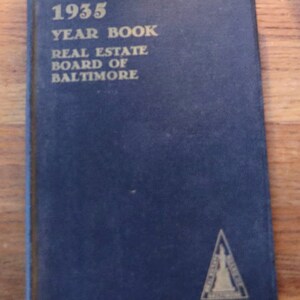 1935
YEAR BOOK
REAL ESTATE
BOARD OF
BALTIMORE